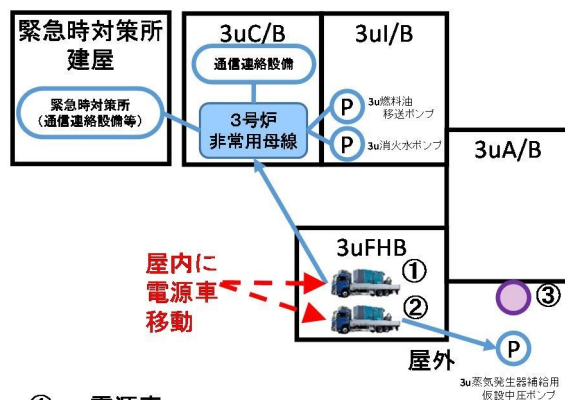 緊急時対策所
建屋
緊急時対策所
(通信連絡設備等)
3uC/B
通信連絡設備
3号炉
非常用母線
3uI/B
P
3u燃料油
移送ポンプ
P
3u消火水ポンプ
3uA/B
3uFHB
①
②
屋内に
電源車
移動
③
屋外
P
3u蒸気発生器補給用
仮設中圧ポンプ